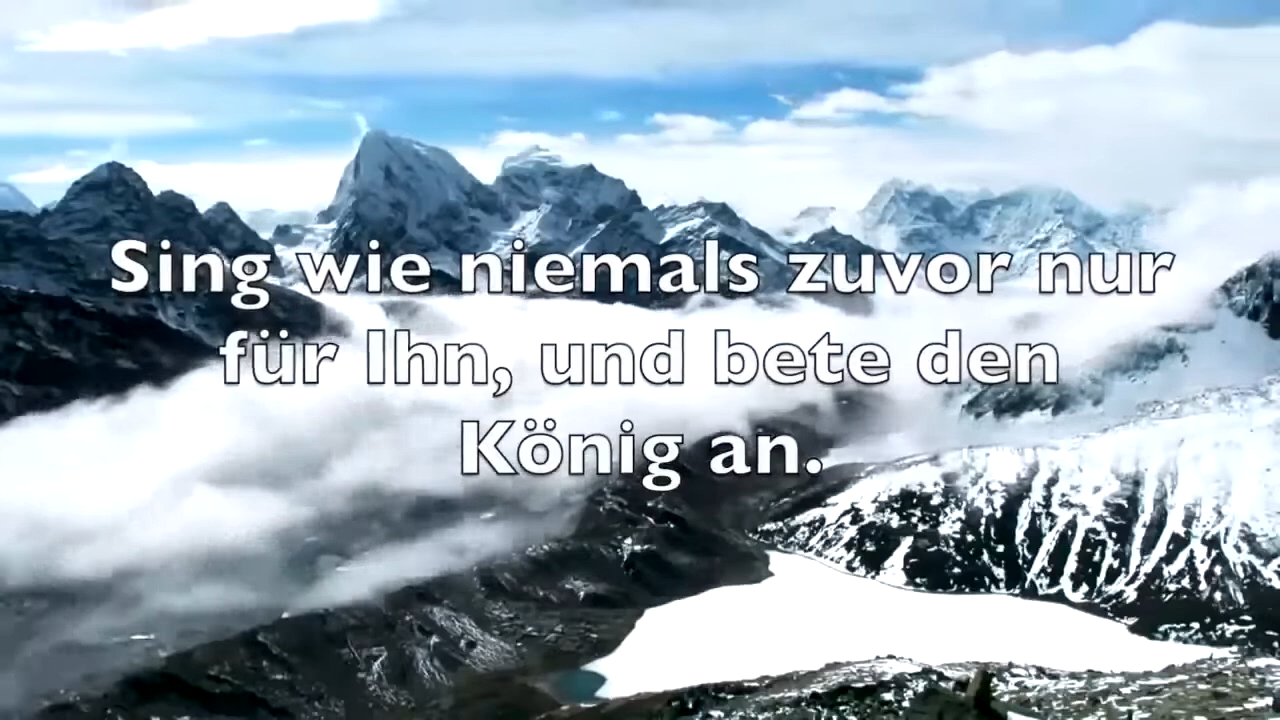 Sing wie niemals zuvor nur
für Ihn, und bete den
König an.